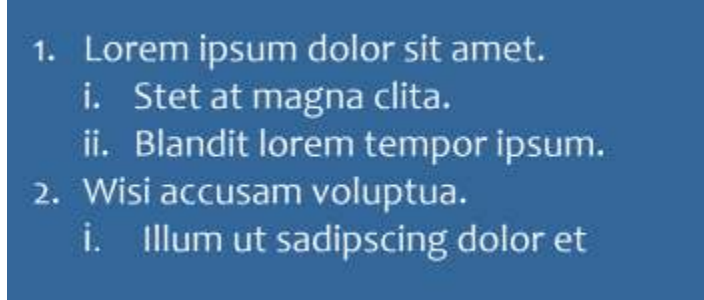 1. Lorem ipsum dolor sit amet.
i. Stet at magna clita.
ii. Blandit lorem tempor ipsum.
2. Wisi accusam voluptua.
i. Illum ut sadipscing dolor et